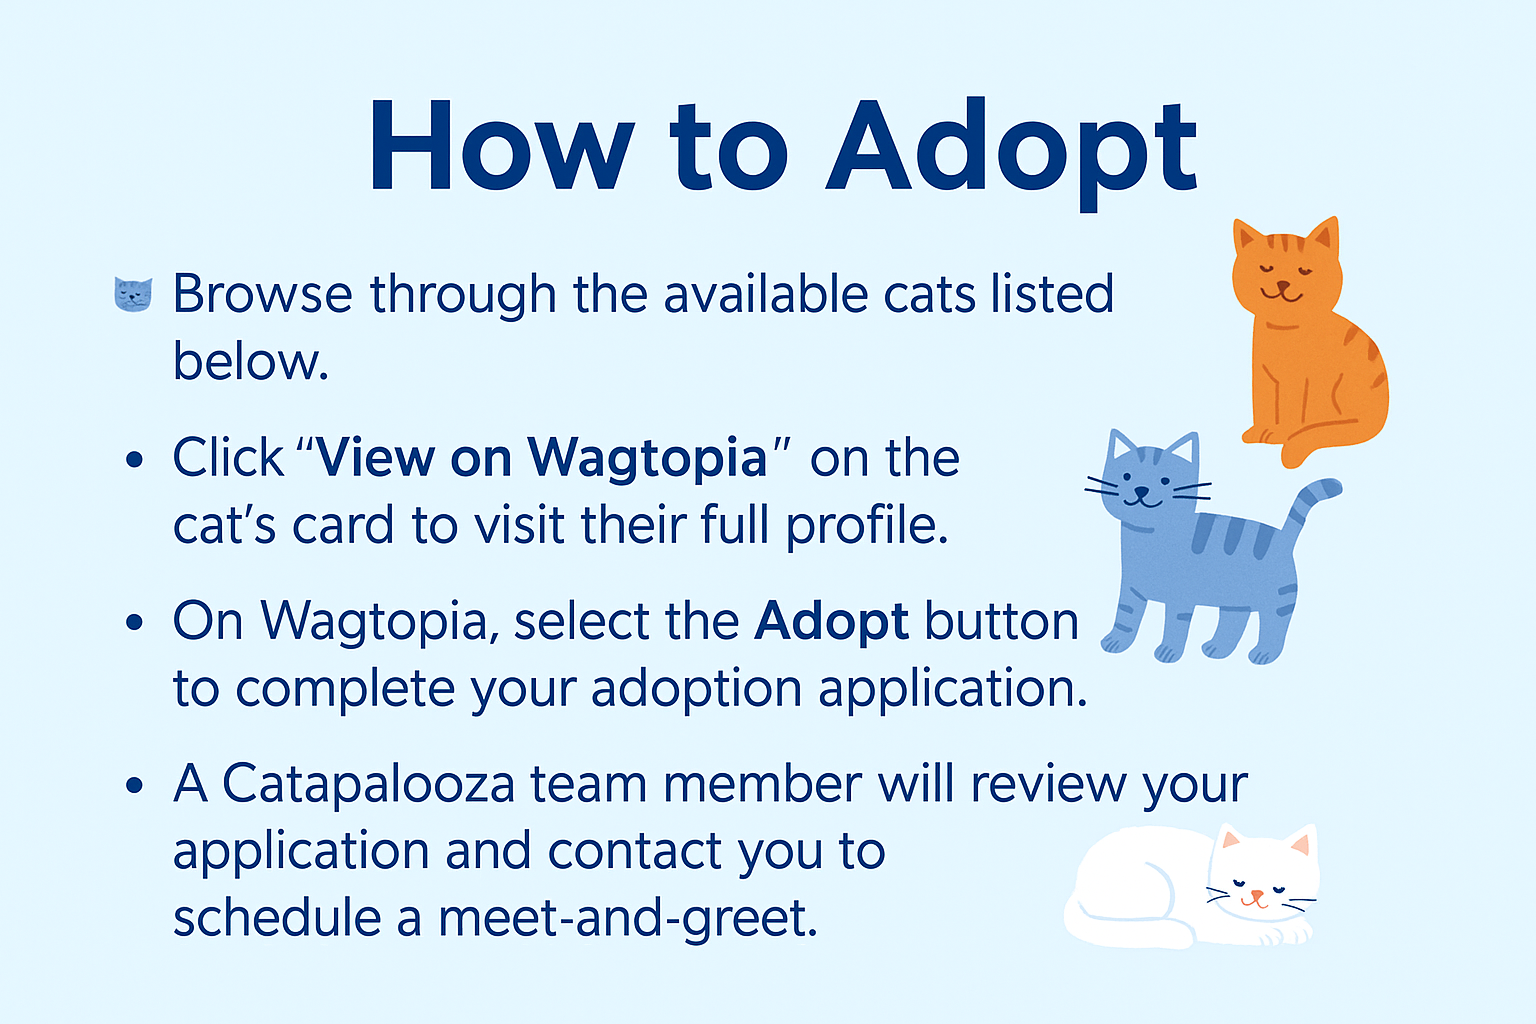 How to Adopt
Browse through the available cats listed
below.
• Click “View on Wagtopia” on the
cat’s card to visit their full profile.
• On Wagtopia, select the Adopt button
to complete your adoption application.
• A Catapalooza team member will review your
application and contact you to
schedule a meet-and-greet.